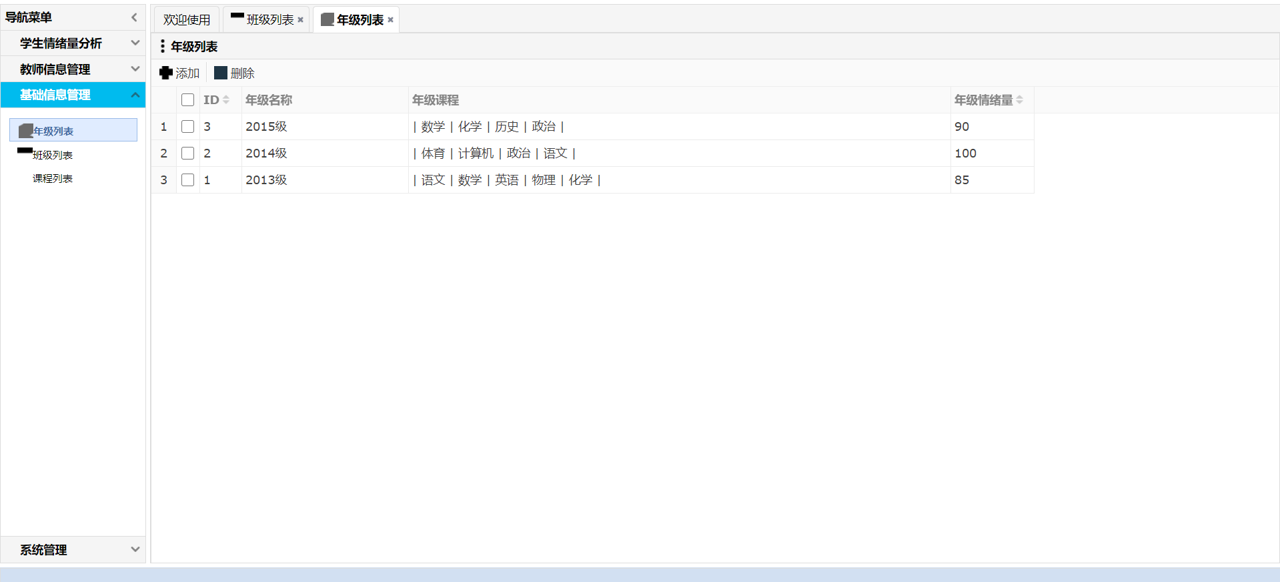 导航菜单
学生情绪量分析
教师信息管理
基础信息管理
年级列表
班级列表
课程列表
系统管理
欢迎使用 班级列表 年级列表
年级列表
添加 删除
ID 年级名称 年级课程 年级情绪量
1 3 2015级 | 数学 | 化学 | 历史 | 政治 | 90
2 2 2014级 | 体育 | 计算机 | 政治 | 语文 | 100
3 1 2013级 | 语文 | 数学 | 英语 | 物理 | 化学 | 85